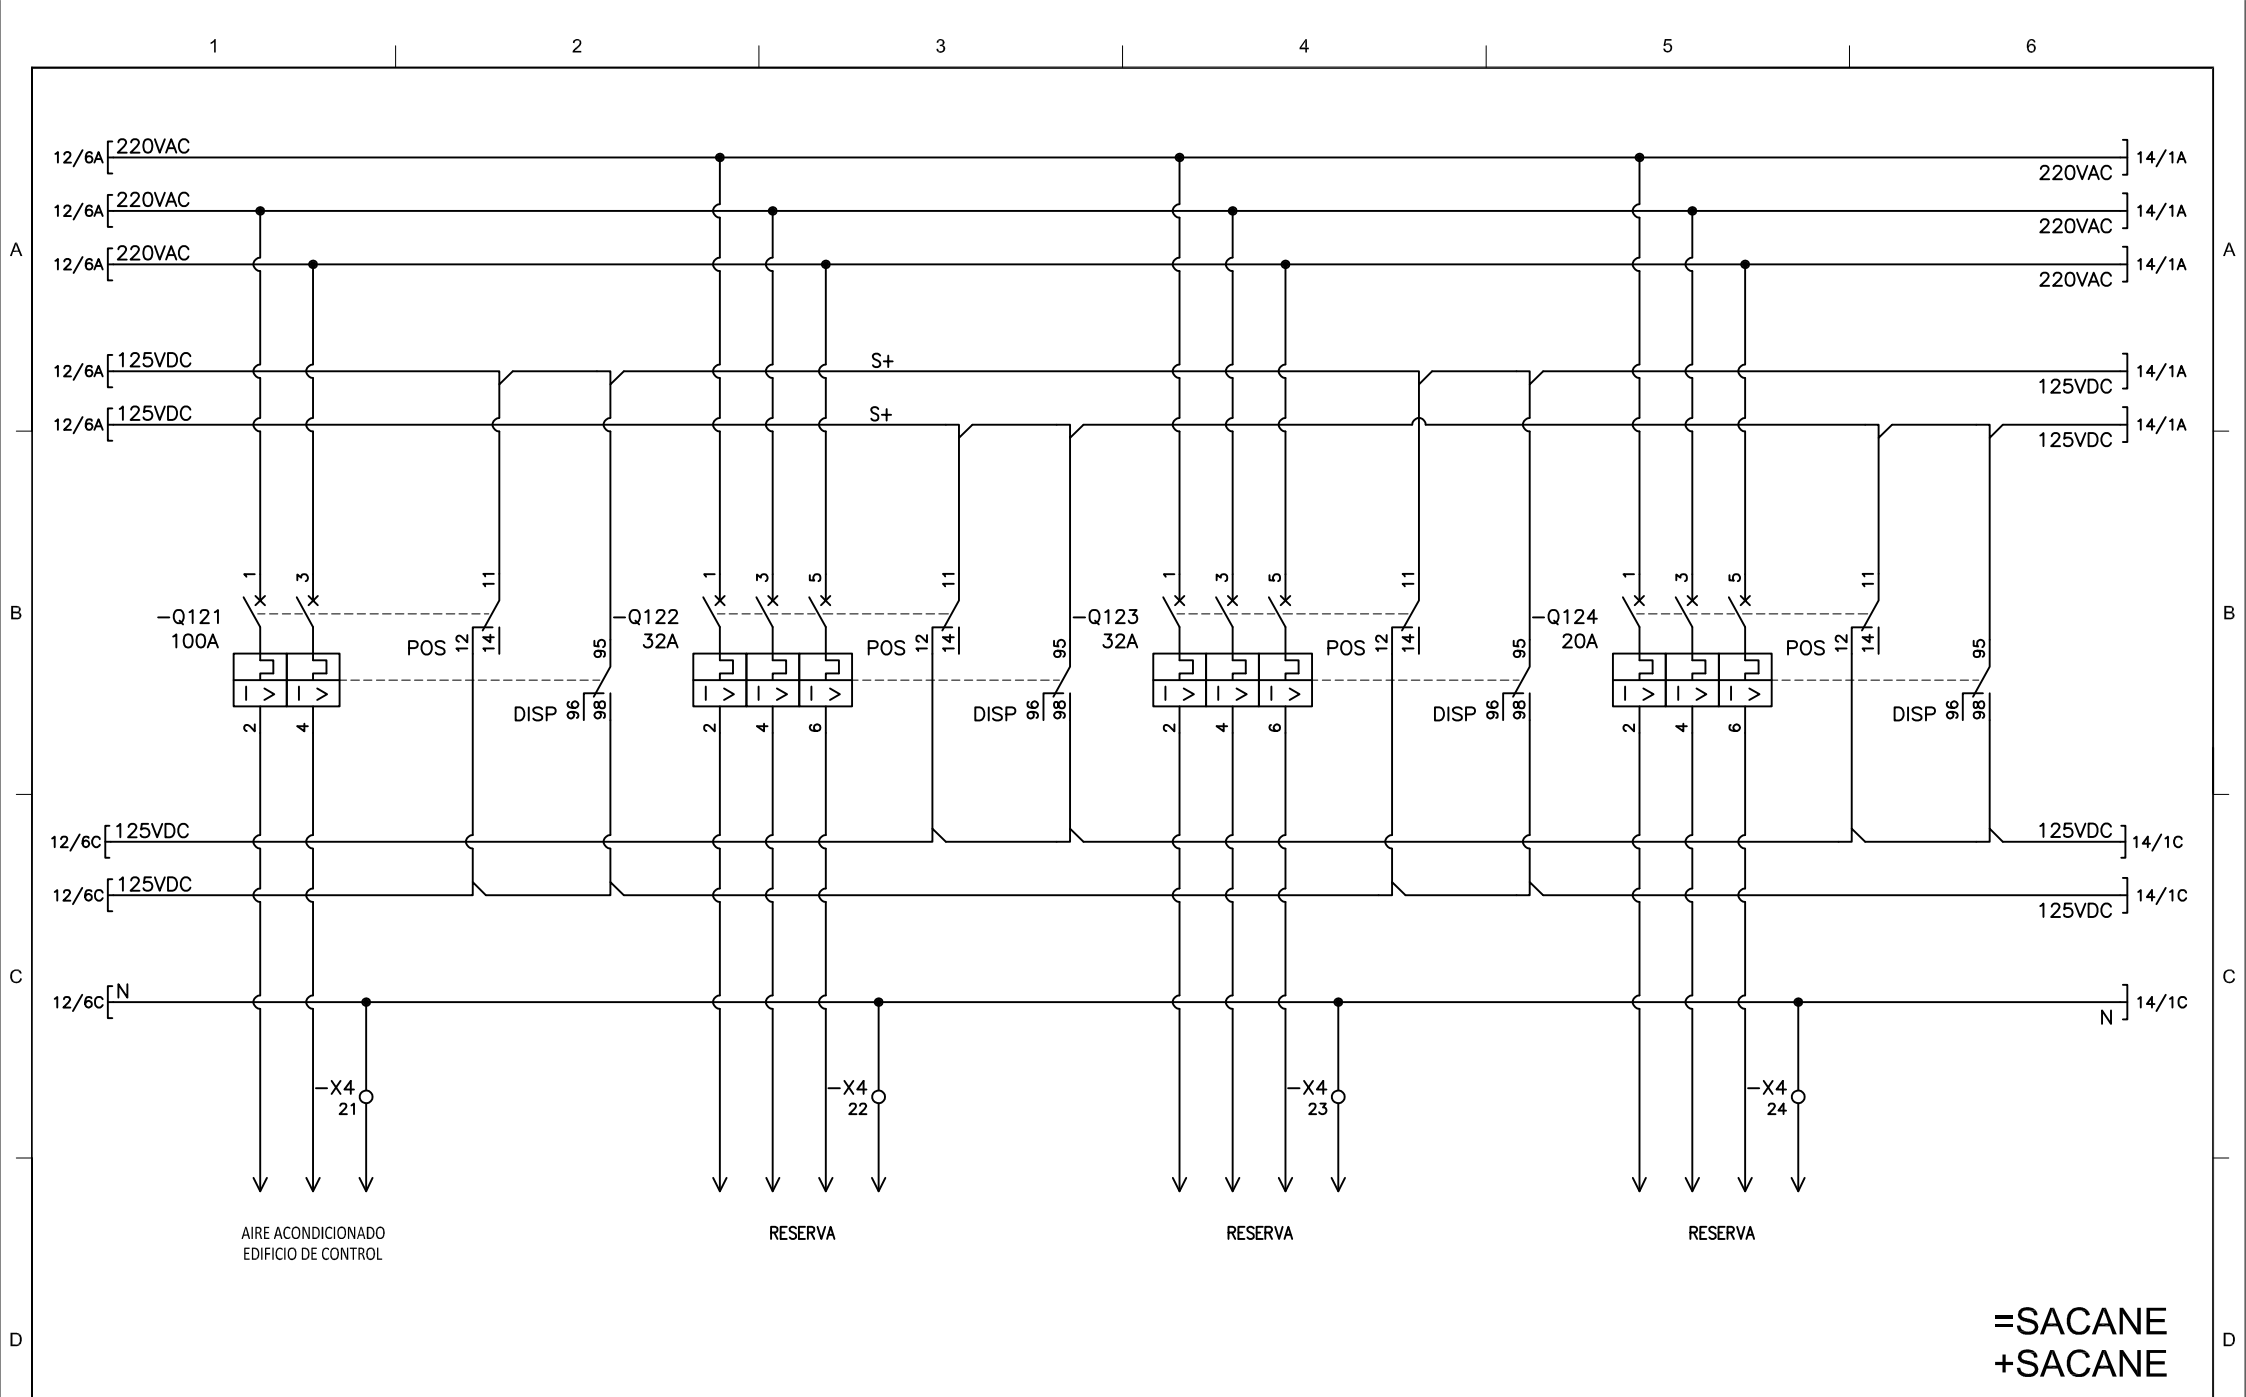 1 2 3 4 5 6
12/6A 220VAC 14/1A
220VAC
12/6A 220VAC 14/1A
220VAC
A A
12/6A 220VAC 14/1A
220VAC
12/6A 125VDC S+ 14/1A
125VDC
12/6A 125VDC S+ 14/1A
125VDC
1 3 11 1 3 5 11 1 3 5 11 1 3 5 11
B -Q121 -Q122 -Q123 -Q124 B
100A 32A 32A 20A
POS 12 14 95 POS 12 14 95 POS 12 14 95 POS 12 14 95
I > I > I > I > I > I > I > I > I > I > I >
DISP 96 98 DISP 96 98 DISP 96 98 DISP 96 98
2 4 2 4 6 2 4 6 2 4 6
12/6C 125VDC 125VDC 14/1C
12/6C 125VDC 14/1C
125VDC
C C
12/6C N 14/1C
N
-X4 -X4 -X4 -X4
21 22 23 24
AIRE ACONDICIONADO RESERVA RESERVA RESERVA
EDIFICIO DE CONTROL
=SACANE
D D
+SACANE